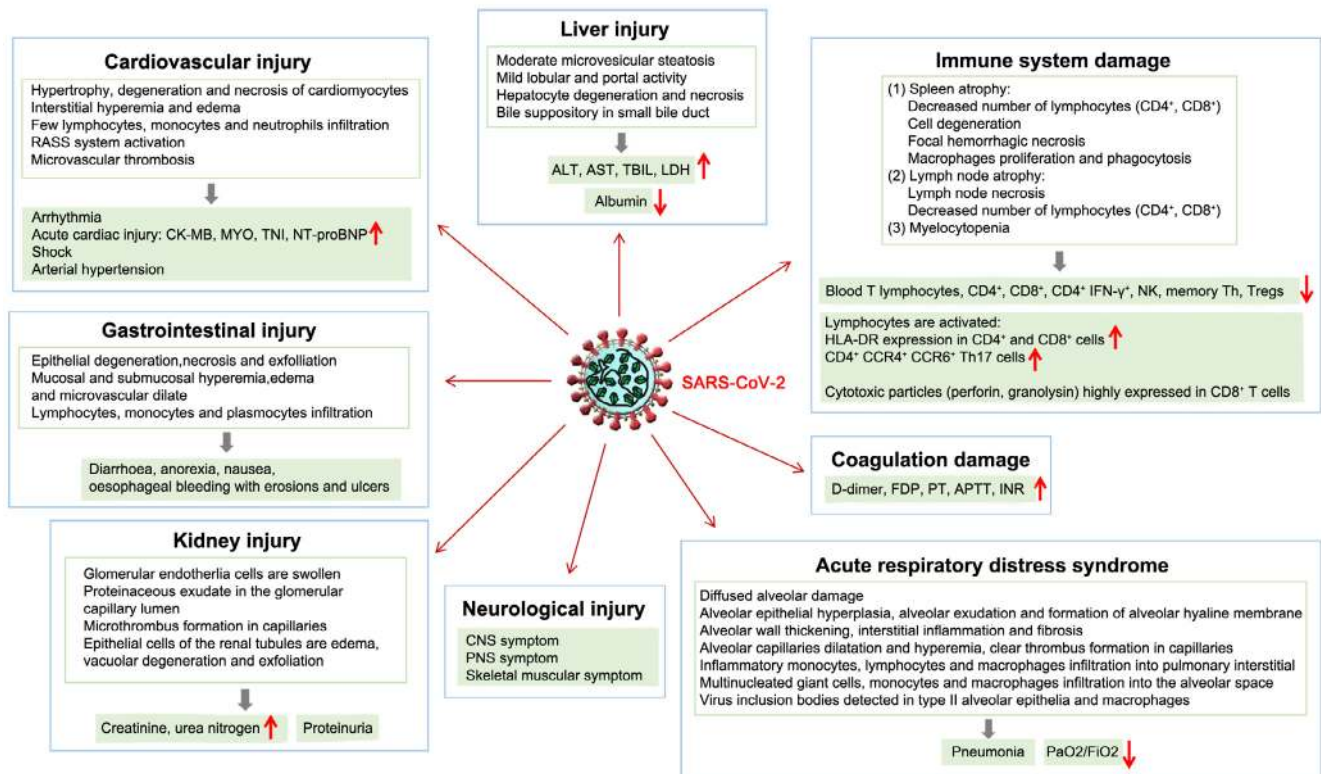 Cardiovascular injury
Hypertrophy, degeneration and necrosis of cardiomyocytes
Interstitial hyperemia and edema
Few lymphocytes, monocytes and neutrophils infiltration
RASS system activation
Microvascular thrombosis
Arrhythmia
Acute cardiac injury: CK-MB, MYO, TNI, NT-proBNP
Shock
Arterial hypertension
Liver injury
Moderate microvesicular steatosis
Mild lobular and portal activity
Hepatocyte degeneration and necrosis
Bile suppository in small bile duct
ALT, AST, TBIL, LDH
Albumin
Immune system damage
(1) Spleen atrophy:
Decreased number of lymphocytes (CD4⁺, CD8⁺)
Cell degeneration
Focal hemorrhagic necrosis
Macrophages proliferation and phagocytosis
(2) Lymph node atrophy:
Lymph node necrosis
Decreased number of lymphocytes (CD4⁺, CD8⁺)
(3) Myelocytopenia
Blood T lymphocytes, CD4⁺, CD8⁺, CD4⁺ IFN-γ⁺, NK, memory Th, Tregs
Lymphocytes are activated:
HLA-DR expression in CD4⁺ and CD8⁺ cells
CD4⁺ CCR4⁺ CCR6⁺ Th17 cells
Cytotoxic particles (perforin, granolysin) highly expressed in CD8⁺ T cells
Gastrointestinal injury
Epithelial degeneration,necrosis and exfolliation
Mucosal and submucosal hyperemia,edema
and microvascular dilate
Lymphocytes, monocytes and plasmocytes infiltration
Diarrhoea, anorexia, nausea,
oesophageal bleeding with erosions and ulcers
SARS-CoV-2
Coagulation damage
D-dimer, FDP, PT, APTT, INR
Kidney injury
Glomerular endotherlia cells are swollen
Proteinaceous exudate in the glomerular
capillary lumen
Microthrombus formation in capillaries
Epithelial cells of the renal tubules are edema,
vacuolar degeneration and exfoliation
Creatinine, urea nitrogen
Proteinuria
Neurological injury
CNS symptom
PNS symptom
Skeletal muscular symptom
Acute respiratory distress syndrome
Diffused alveolar damage
Alveolar epithelial hyperplasia, alveolar exudation and formation of alveolar hyaline membrane
Alveolar wall thickening, interstitial inflammation and fibrosis
Alveolar capillaries dilatation and hyperemia, clear thrombus formation in capillaries
Inflammatory monocytes, lymphocytes and macrophages infiltration into pulmonary interstitial
Multinucleated giant cells, monocytes and macrophages infiltration into the alveolar space
Virus inclusion bodies detected in type II alveolar epithelia and macrophages
Pneumonia
PaO2/FiO2